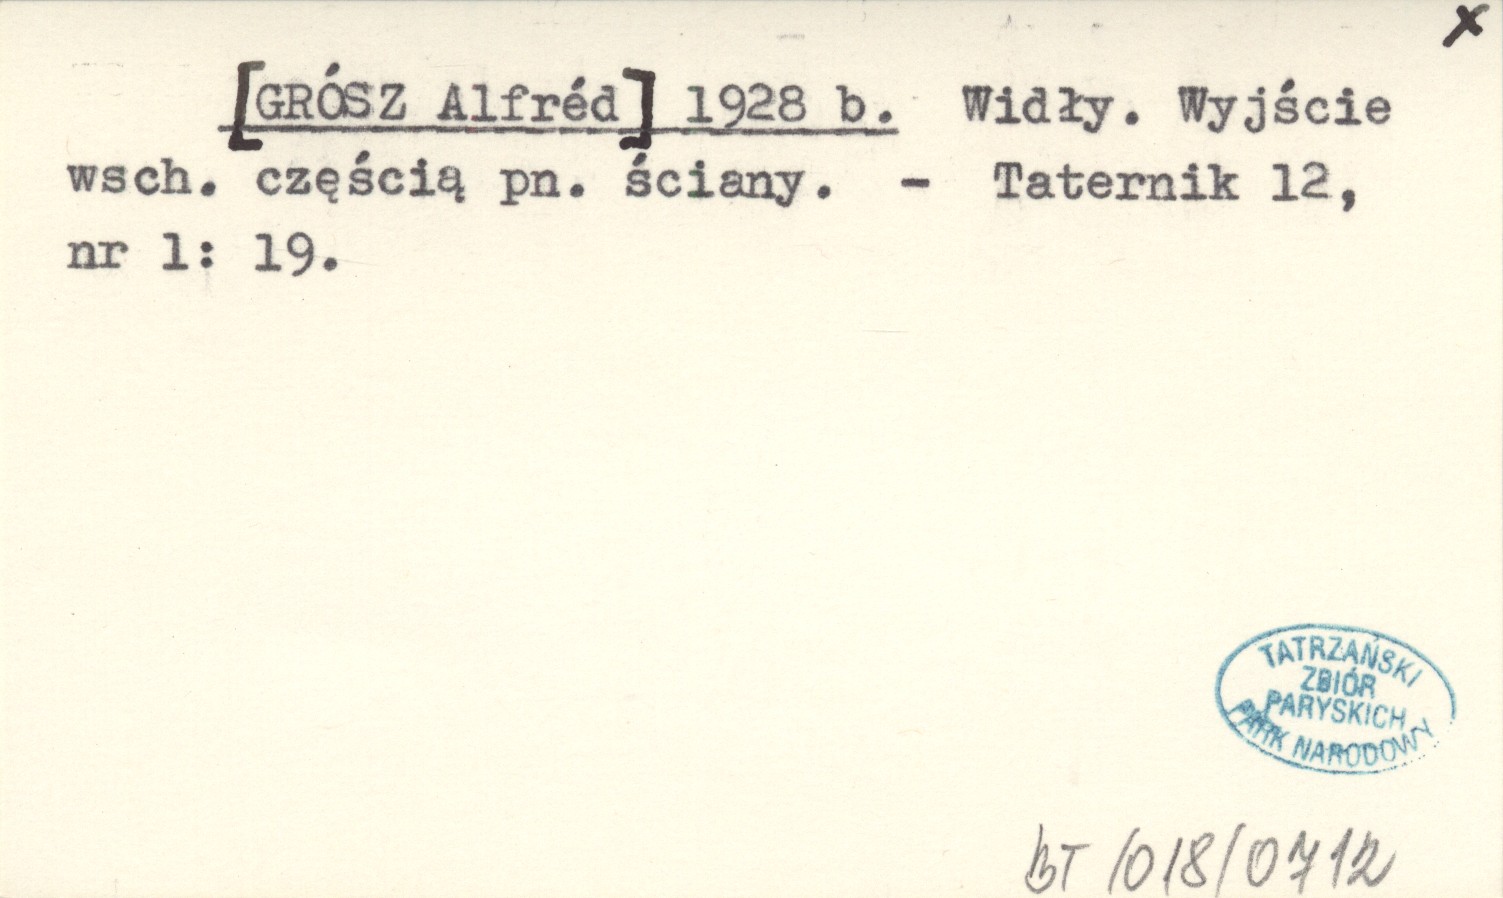 x
[GRÓSZ Alfréd] 1928 b. Widły. Wyjście
wsch. częścią pn. ściany. - Taternik 12,
nr 1: 19.
TATRZAŃSKI
ZBIÓR
PARYSKICH
PARK NARODOWY
BT/018/0712